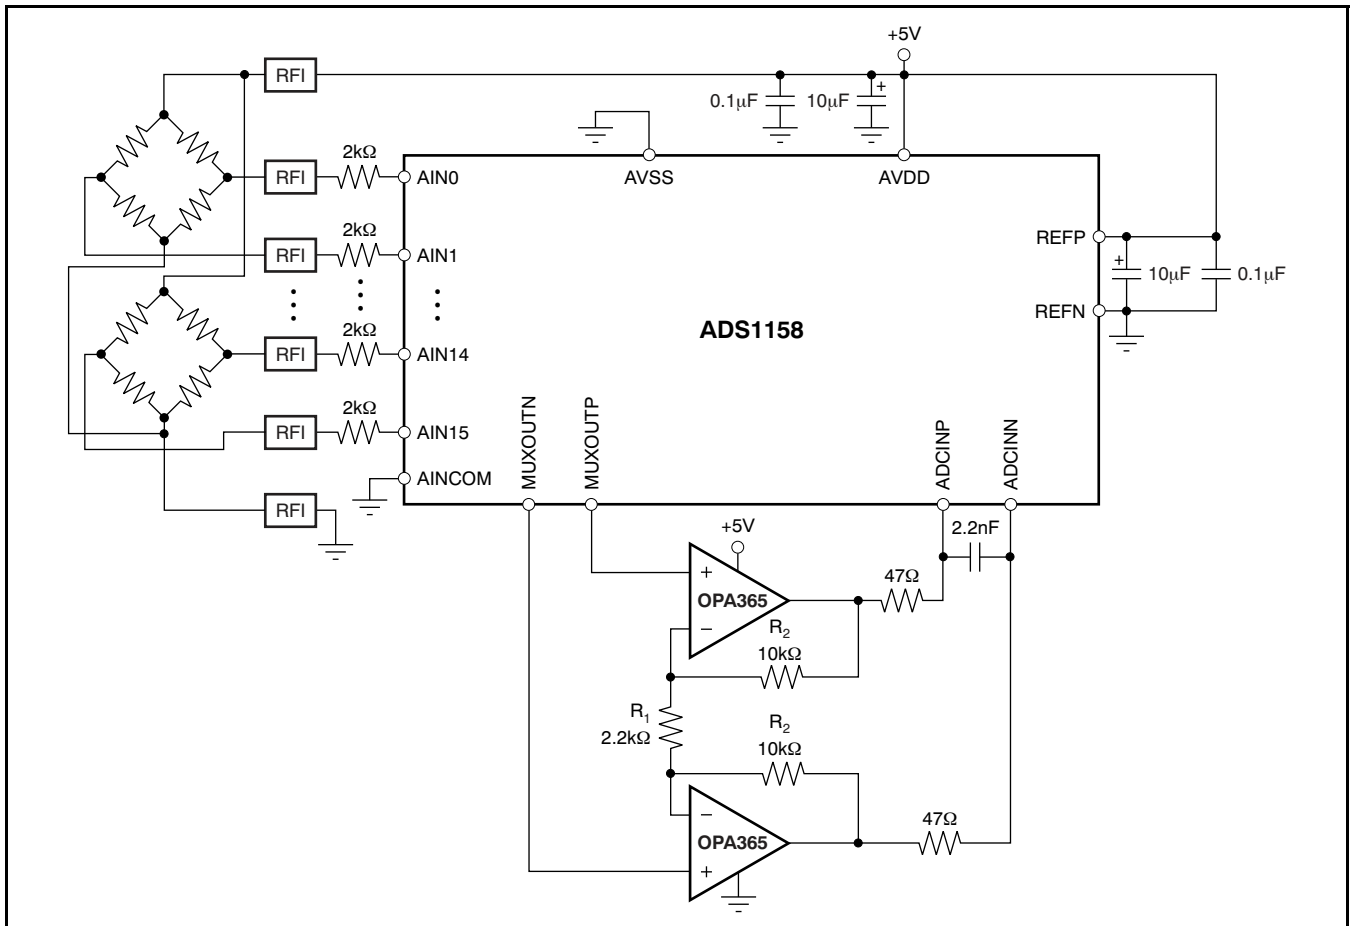 +5V
RFI
0.1μF
10μF
+
2kΩ
RFI
AIN0
AVSS
AVDD
2kΩ
RFI
AIN1
REFP
+
10μF
0.1μF
REFN
2kΩ
RFI
AIN14
ADS1158
2kΩ
RFI
AIN15
AINCOM
MUXOUTN
MUXOUTP
ADCINP
ADCINN
RFI
+5V
2.2nF
+
OPA365
−
47Ω
R2
10kΩ
R1
2.2kΩ
R2
10kΩ
−
OPA365
+
47Ω